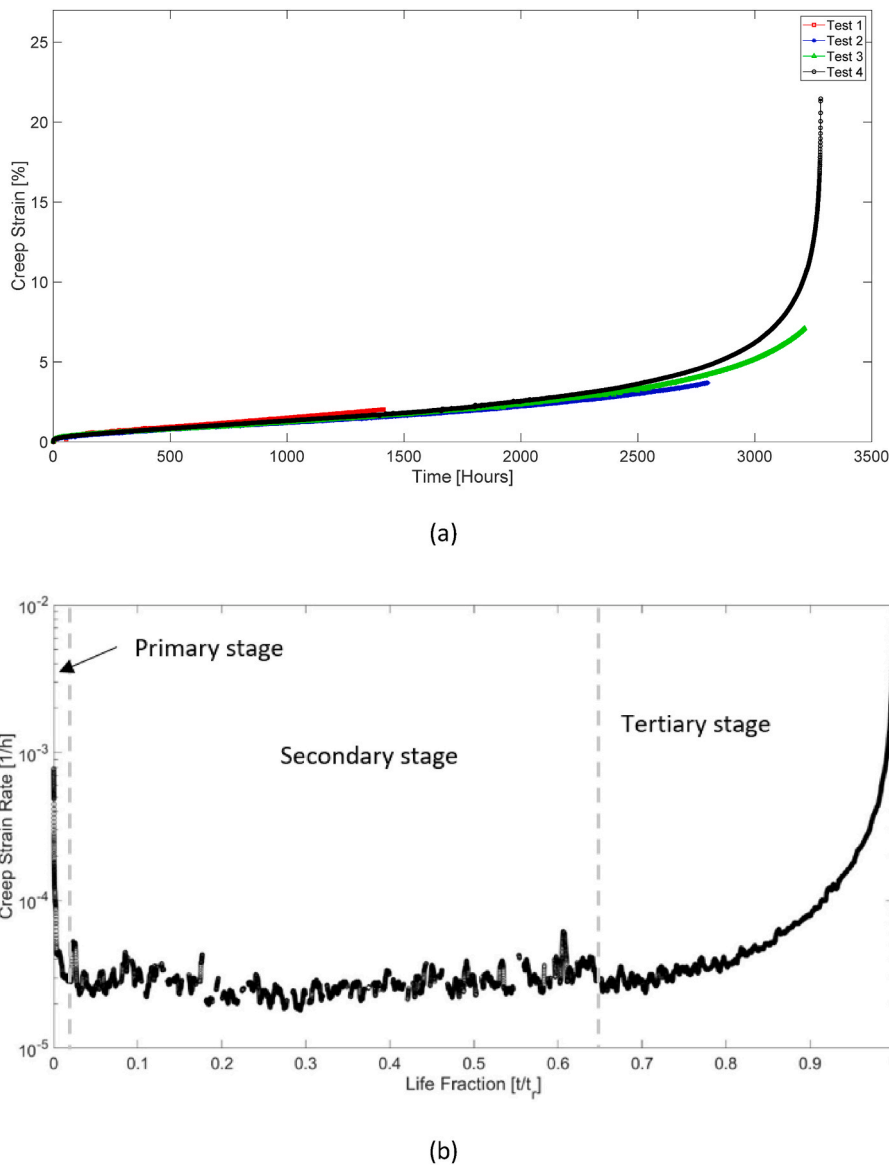 Test 1
Test 2
Test 3
Test 4
25
20
15
10
5
0
Creep Strain [%]
0 500 1000 1500 2000 2500 3000 3500
Time [Hours]
(a)
10^-2
10^-3
10^-4
10^-5
Creep Strain Rate [1/h]
Primary stage
Secondary stage
Tertiary stage
0 0.1 0.2 0.3 0.4 0.5 0.6 0.7 0.8 0.9
Life Fraction [t/t_r]
(b)